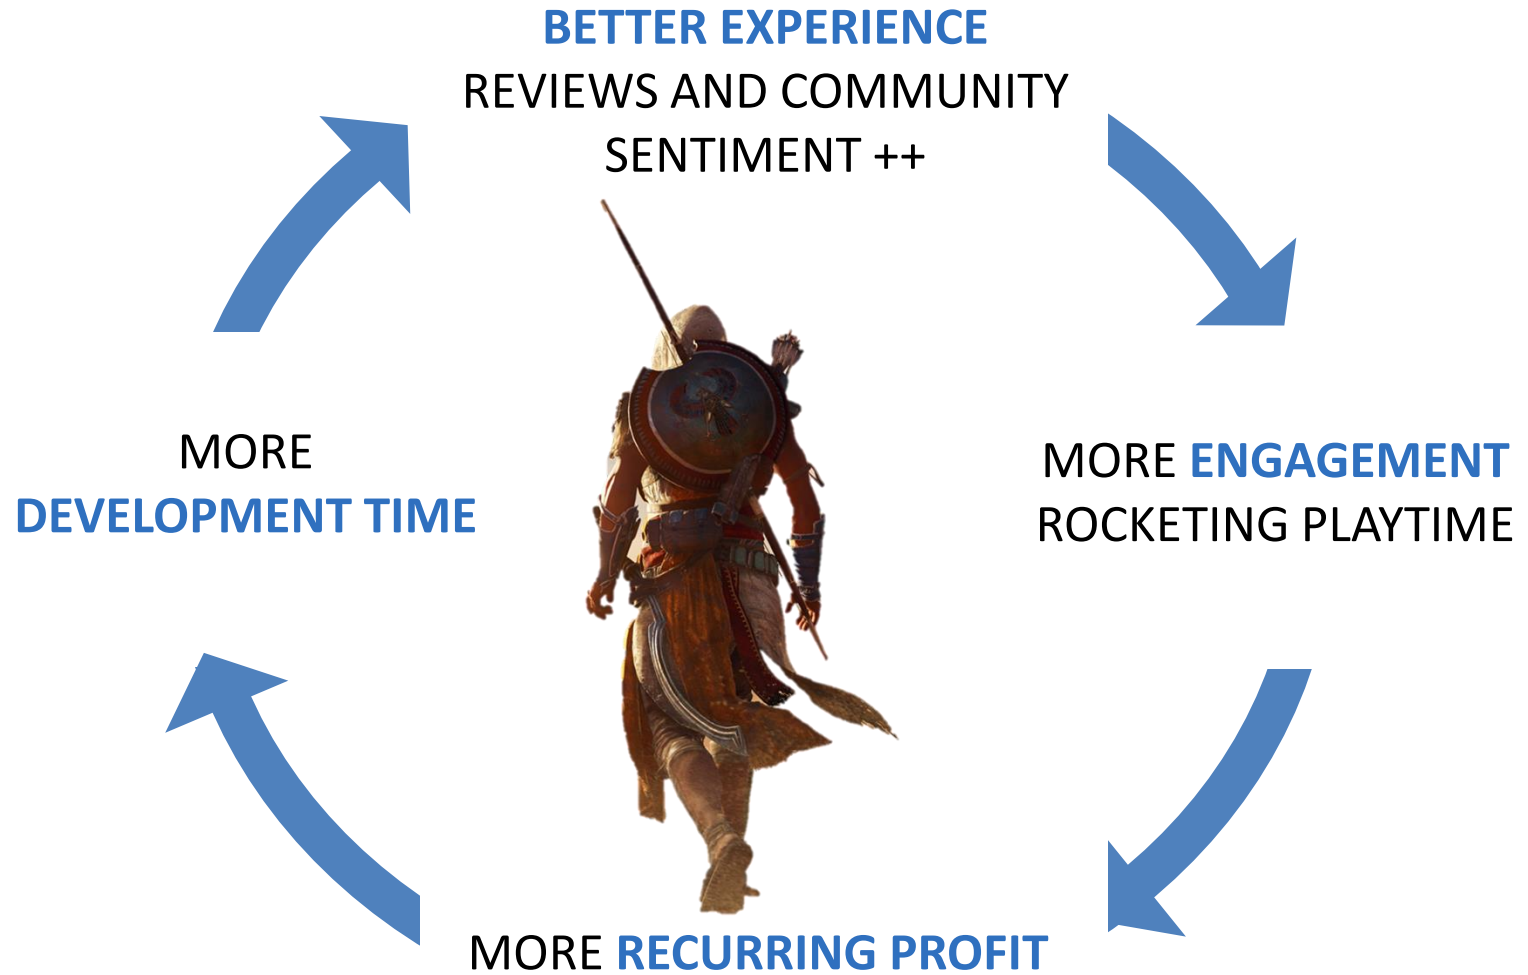 BETTER EXPERIENCE
REVIEWS AND COMMUNITY
SENTIMENT ++
MORE ENGAGEMENT
ROCKETING PLAYTIME
MORE RECURRING PROFIT
MORE
DEVELOPMENT TIME